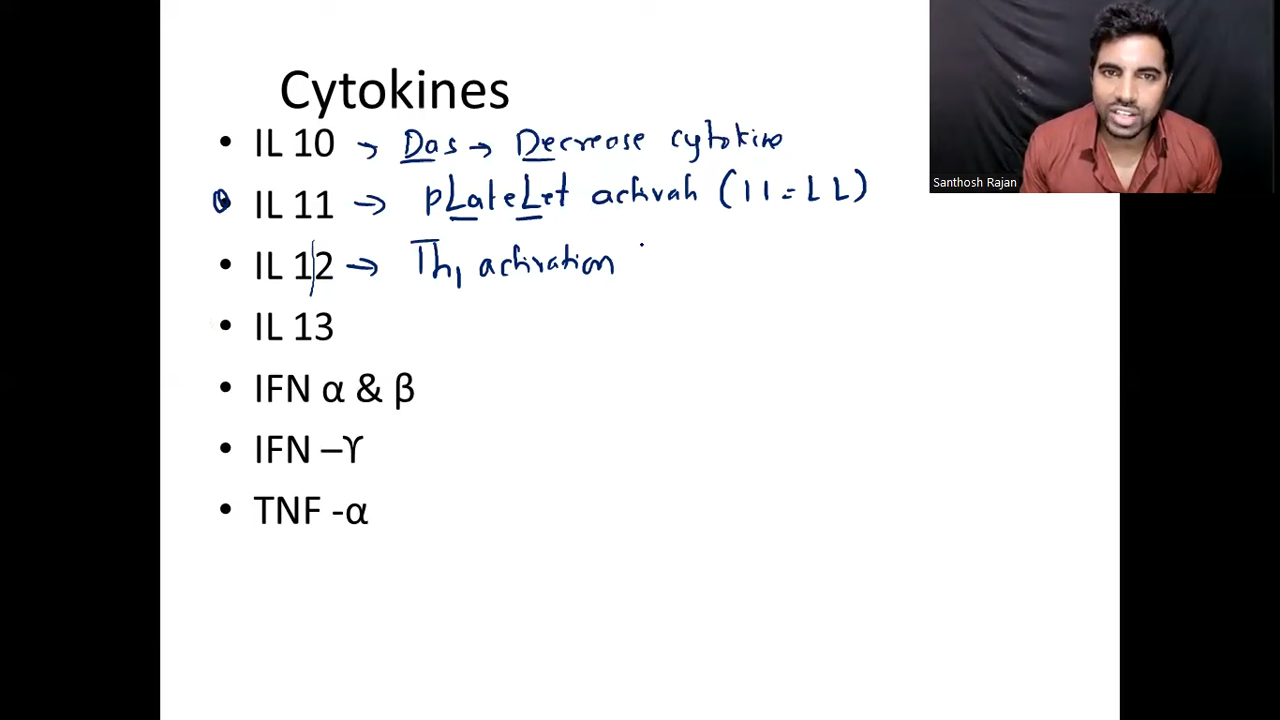 Cytokines
• IL 10 → Das → Decrease cytokine
• IL 11 → pLateLet activah (11 = LL)
• IL 12 → Th1 activation
• IL 13
• IFN α & β
• IFN –ϒ
• TNF -α
Santhosh Rajan